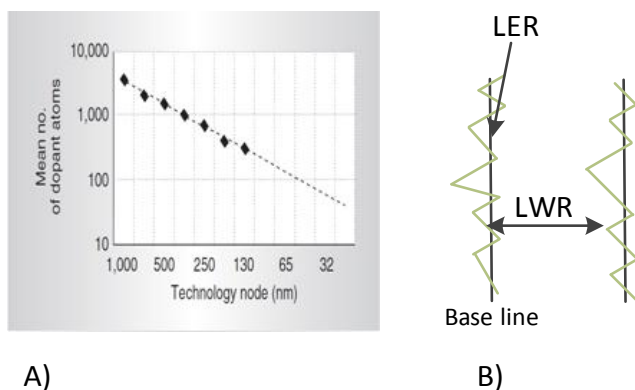 10,000
1,000
100
10
Mean no.
of dopant atoms
1,000 500 250 130 65 32
Technology node (nm)
A)
LER
LWR
Base line
B)